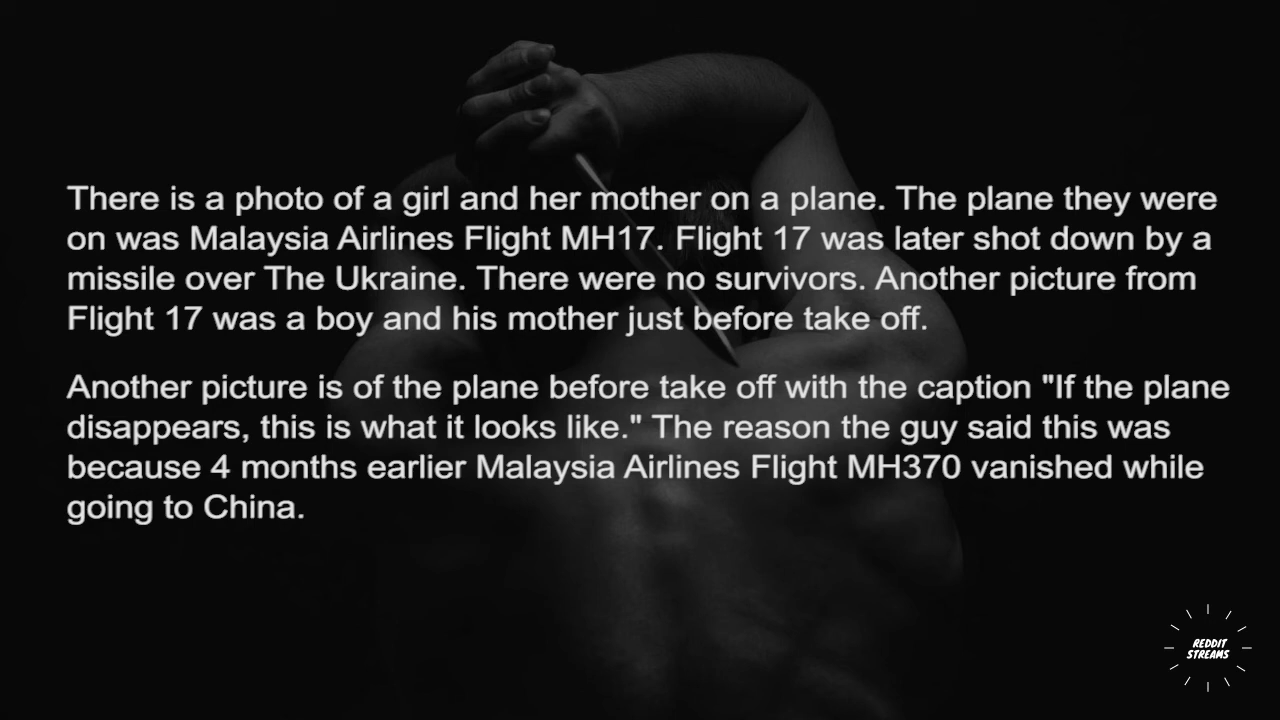 There is a photo of a girl and her mother on a plane. The plane they were
on was Malaysia Airlines Flight MH17. Flight 17 was later shot down by a
missile over The Ukraine. There were no survivors. Another picture from
Flight 17 was a boy and his mother just before take off.
Another picture is of the plane before take off with the caption "If the plane
disappears, this is what it looks like." The reason the guy said this was
because 4 months earlier Malaysia Airlines Flight MH370 vanished while
going to China.
REDDIT
STREAMS